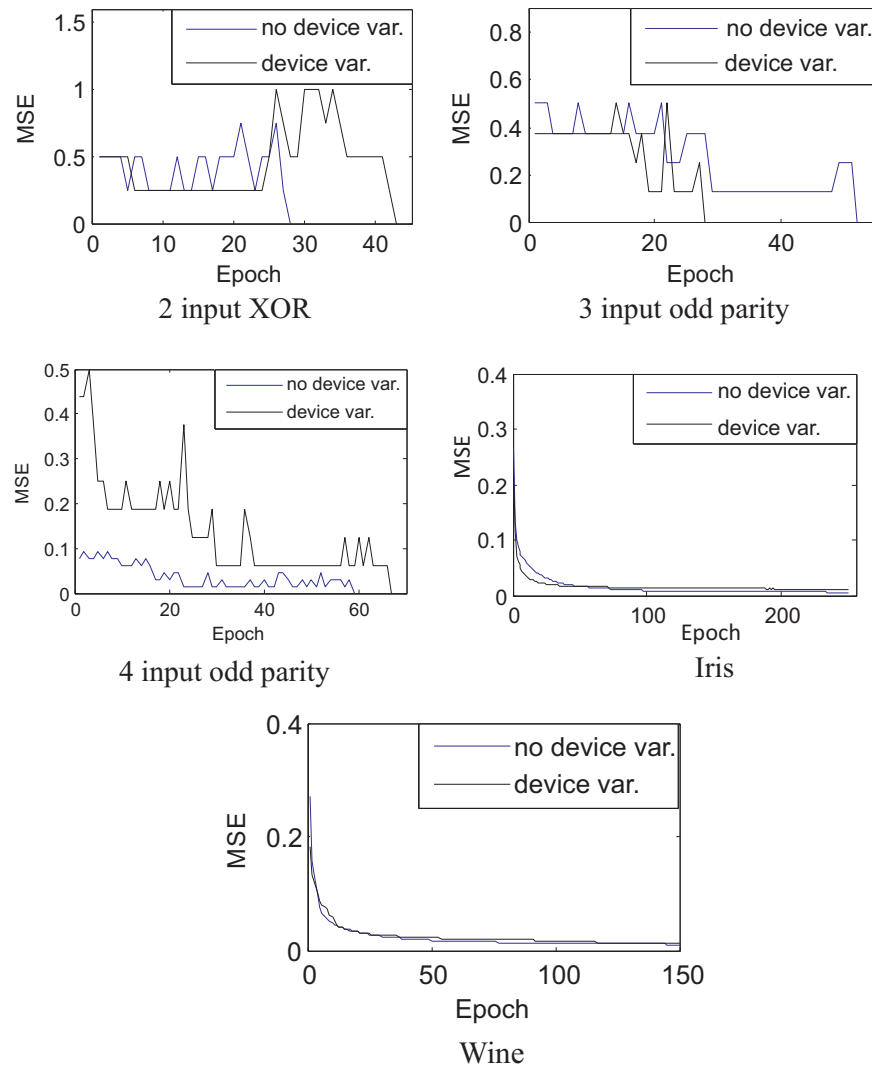 1.5
1
0.5
0
MSE
no device var.
device var.
0 10 20 30 40
Epoch
2 input XOR
0.8
0.6
0.4
0.2
0
MSE
no device var.
device var.
20 40
Epoch
3 input odd parity
0.5
0.4
0.3
0.2
0.1
0
MSE
no device var.
device var.
0 20 40 60
Epoch
4 input odd parity
0.4
0.3
0.2
0.1
0
MSE
no device var.
device var.
0 100 200
Epoch
Iris
0.4
0.2
0
MSE
no device var.
device var.
0 50 100 150
Epoch
Wine